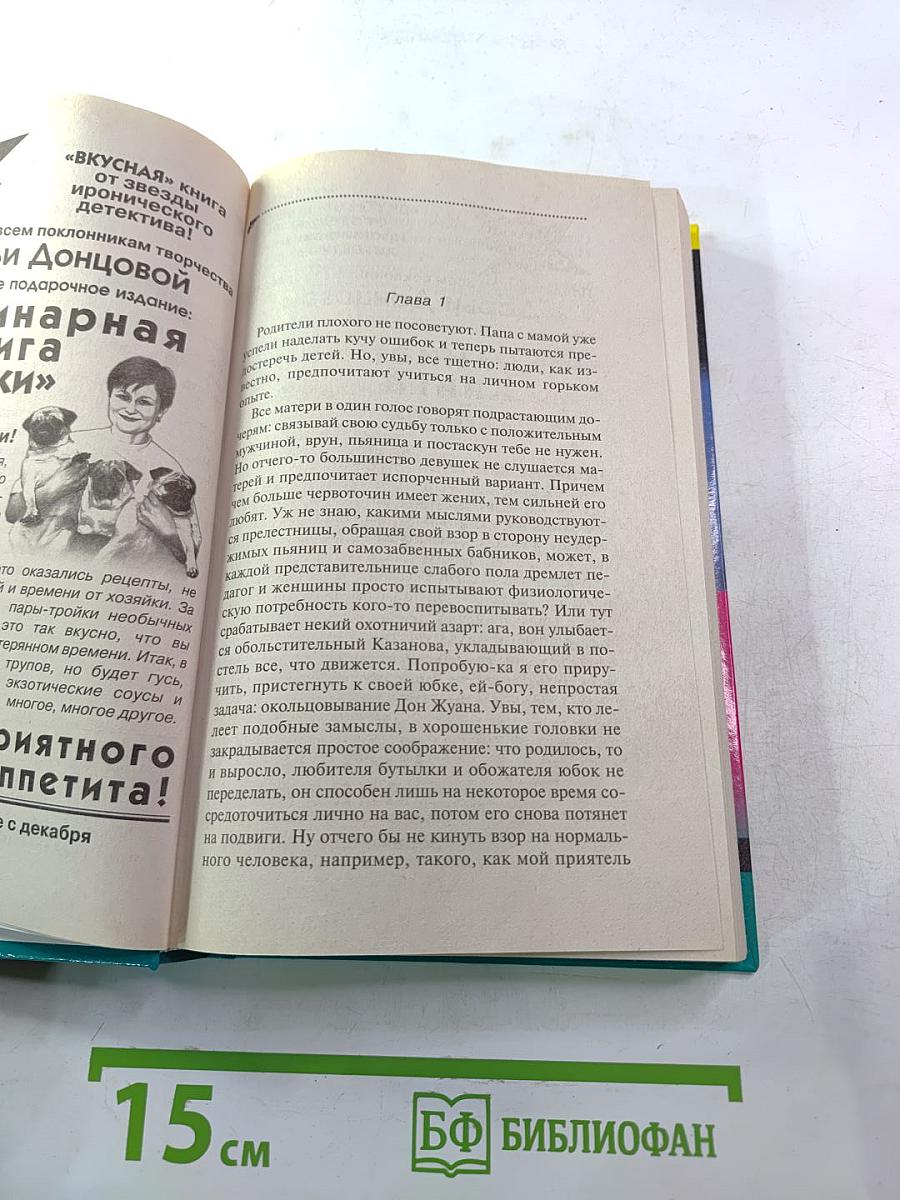 «ВКУСНАЯ» книга
от звезды
иронического
детектива!
всем поклонникам творчества
Донцовой
подарочное издание:
оказались рецепты, не
и времени от хозяйки. За
пары-тройки необычных
это так вкусно, что вы
времени. Итак, в
трупов, но будет гусь,
экзотические соусы и
многое, многое другое.
с декабря
Глава 1
Родители плохого не посоветуют. Папа с мамой уже
успели наделать кучу ошибок и теперь пытаются пре-
достеречь детей. Но, увы, все тщетно: люди, как из-
вестно, предпочитают учиться на личном горьком
опыте.
Все матери в один голос говорят подрастающим до-
черям: связывай свою судьбу только с положительным
мужчиной, врун, пьяница и потаскун тебе не нужен.
Но отчего-то большинство девушек не слушается ма-
терей и предпочитает испорченный вариант. Причем
чем больше червоточин имеет жених, тем сильней его
любят. Уж не знаю, какими мыслями руководствуют-
ся прелестницы, обращая свой взор в сторону неудер-
жимых пьяниц и самозабвенных бабников, может, в
каждой представительнице слабого пола дремлет пе-
дагог и женщины просто испытывают физиологиче-
скую потребность кого-то перевоспитывать? Или тут
срабатывает некий охотничий азарт: ага, вон улыбает-
ся обольстительный Казанова, укладывающий в по-
стель все, что движется. Попробую-ка я его приру-
чить, пристегнуть к своей юбке, ей-богу, непростая
задача: окольцовывание Дон Жуана. Увы, тем, кто ле-
леет подобные замыслы, в хорошенькие головки не
закрадывается простое соображение: что родилось, то
и выросло, любителя бутылки и обожателя юбок не
переделать, он способен лишь на некоторое время со-
средоточиться лично на вас, потом его снова потянет
на подвиги. Ну отчего бы не кинуть взор на нормаль-
ного человека, например, такого, как мой приятель
15 см
БФ БИБЛИОФАН